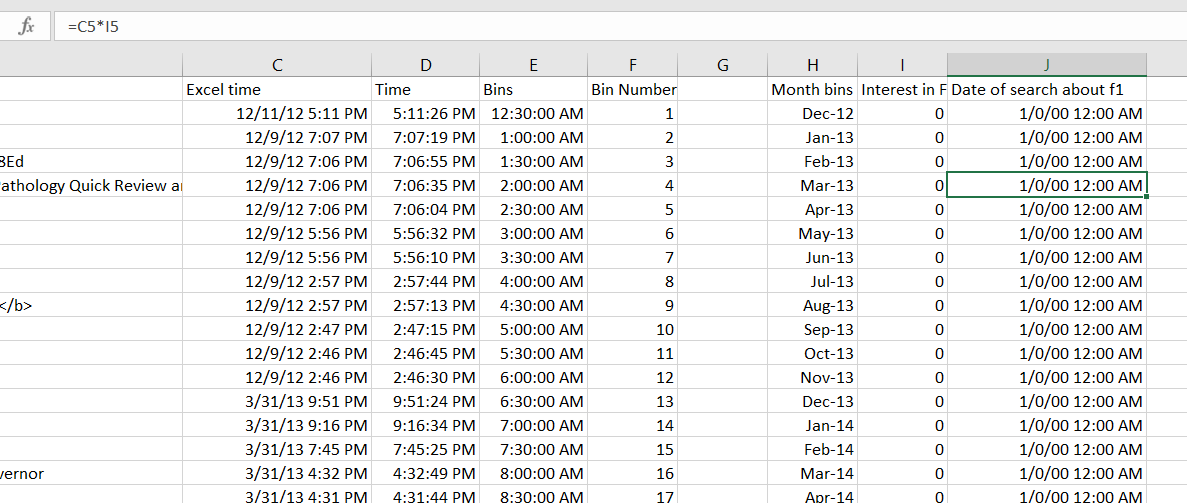 fx =C5*I5
C D E F G H I J
Excel time Time Bins Bin Number Month bins Interest in F Date of search about f1
12/11/12 5:11 PM 5:11:26 PM 12:30:00 AM 1 Dec-12 0 1/0/00 12:00 AM
12/9/12 7:07 PM 7:07:19 PM 1:00:00 AM 2 Jan-13 0 1/0/00 12:00 AM
8Ed 12/9/12 7:06 PM 7:06:55 PM 1:30:00 AM 3 Feb-13 0 1/0/00 12:00 AM
athology Quick Review a 12/9/12 7:06 PM 7:06:35 PM 2:00:00 AM 4 Mar-13 0 1/0/00 12:00 AM
12/9/12 7:06 PM 7:06:04 PM 2:30:00 AM 5 Apr-13 0 1/0/00 12:00 AM
12/9/12 5:56 PM 5:56:32 PM 3:00:00 AM 6 May-13 0 1/0/00 12:00 AM
12/9/12 5:56 PM 5:56:10 PM 3:30:00 AM 7 Jun-13 0 1/0/00 12:00 AM
12/9/12 2:57 PM 2:57:44 PM 4:00:00 AM 8 Jul-13 0 1/0/00 12:00 AM
</b> 12/9/12 2:57 PM 2:57:13 PM 4:30:00 AM 9 Aug-13 0 1/0/00 12:00 AM
12/9/12 2:47 PM 2:47:15 PM 5:00:00 AM 10 Sep-13 0 1/0/00 12:00 AM
12/9/12 2:46 PM 2:46:45 PM 5:30:00 AM 11 Oct-13 0 1/0/00 12:00 AM
12/9/12 2:46 PM 2:46:30 PM 6:00:00 AM 12 Nov-13 0 1/0/00 12:00 AM
3/31/13 9:51 PM 9:51:24 PM 6:30:00 AM 13 Dec-13 0 1/0/00 12:00 AM
3/31/13 9:16 PM 9:16:34 PM 7:00:00 AM 14 Jan-14 0 1/0/00 12:00 AM
3/31/13 7:45 PM 7:45:25 PM 7:30:00 AM 15 Feb-14 0 1/0/00 12:00 AM
vernor 3/31/13 4:32 PM 4:32:49 PM 8:00:00 AM 16 Mar-14 0 1/0/00 12:00 AM
3/31/13 4:31 PM 4:31:44 PM 8:30:00 AM 17 Apr-14 0 1/0/00 12:00 AM